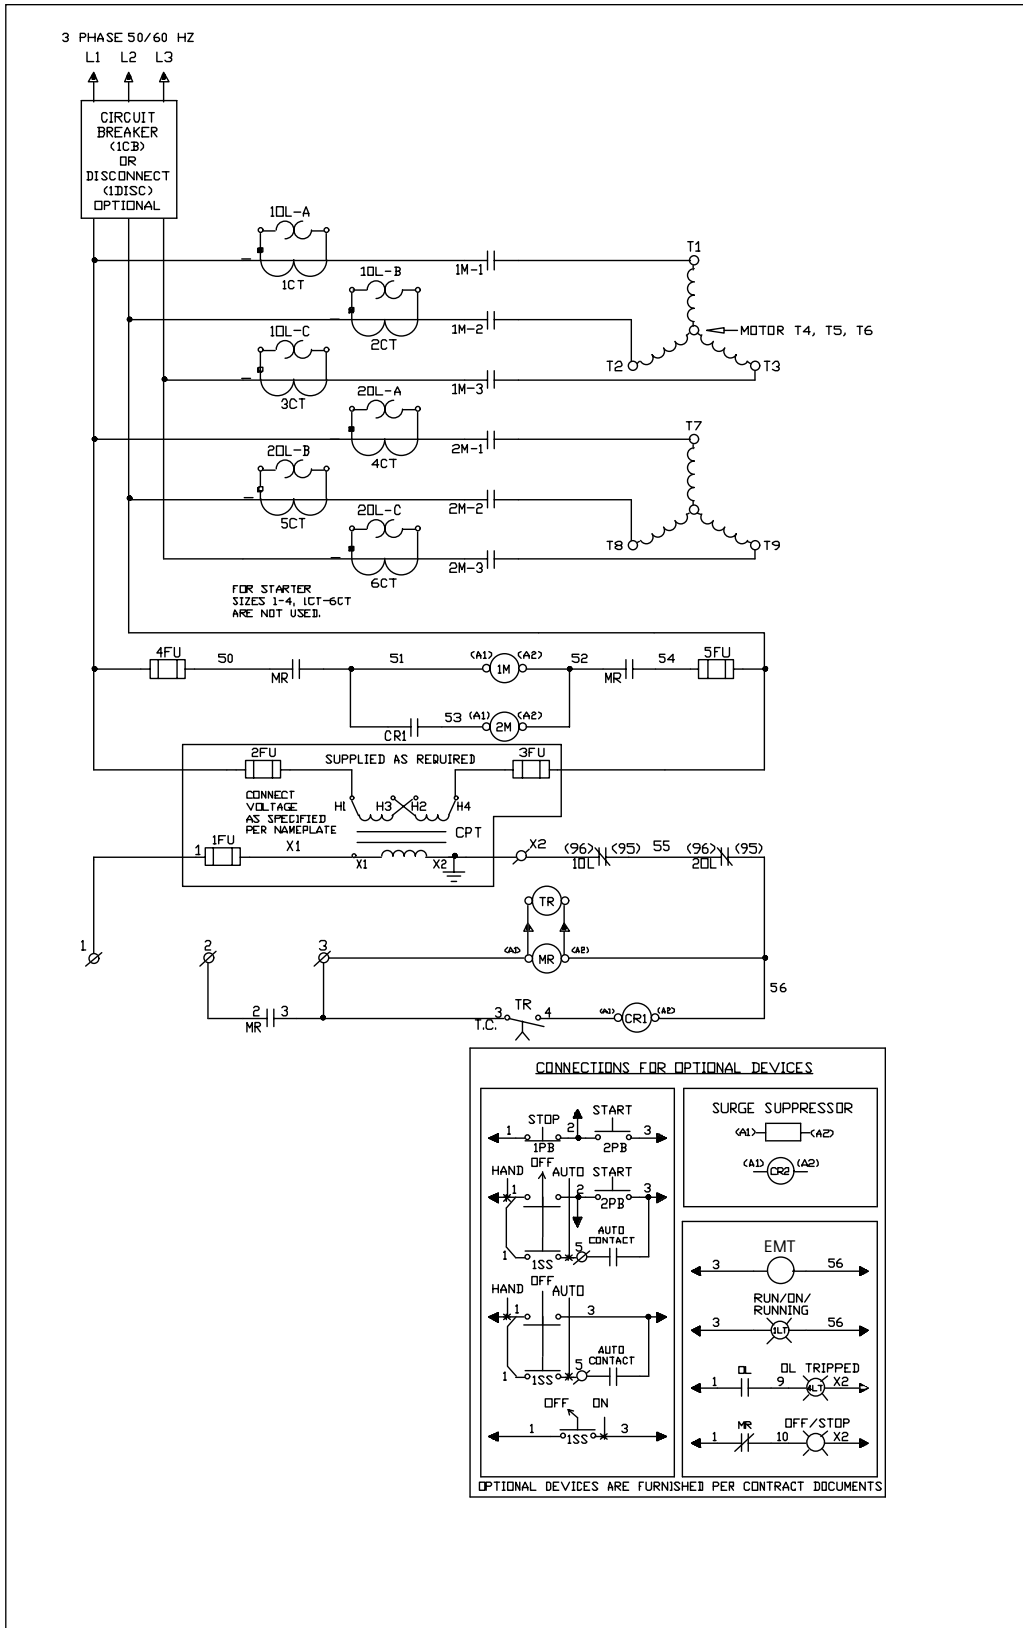 3 PHASE 50/60 HZ
L1 L2 L3
CIRCUIT
BREAKER
(1CB)
OR
DISCONNECT
(1DISC)
OPTIONAL
1OL-A
1CT
1M-1
T1
1OL-B
2CT
1M-2
MOTOR T4, T5, T6
T2
T3
1OL-C
3CT
1M-3
2OL-A
4CT
2M-1
T7
2OL-B
5CT
2M-2
T8
T9
2OL-C
6CT
2M-3
FOR STARTER
SIZES 1-4, 1CT-6CT
ARE NOT USED.
4FU 50 MR 51 (A1) 1M (A2) 52 MR 54 5FU
CR1 53 (A1) 2M (A2)
2FU SUPPLIED AS REQUIRED 3FU
CONNECT
VOLTAGE
AS SPECIFIED
PER NAMEPLATE
H1 H3 H2 H4
CPT
1 1FU X1 X1 X2 X2 (96) 1OL (95) 55 (96) 2OL (95)
TR
1 2 3 (A1) MR (A2)
56
2 MR 3 T.C. 3 TR 4 (A1) CR1 (A2)
CONNECTIONS FOR OPTIONAL DEVICES
1 STOP 1PB 2 START 2PB 3
HAND OFF AUTO START
1 2 2PB 3
AUTO
CONTACT
1 1SS 5
HAND OFF AUTO
1 3
AUTO
CONTACT
1 1SS 5
OFF ON
1 1SS 3
SURGE SUPPRESSOR
(A1) (A2)
(A1) CR2 (A2)
EMT
3 56
RUN/ON/
RUNNING
3 1LT 56
OL OL TRIPPED
1 9 4LT X2
MR OFF/STOP
1 10 X2
OPTIONAL DEVICES ARE FURNISHED PER CONTRACT DOCUMENTS